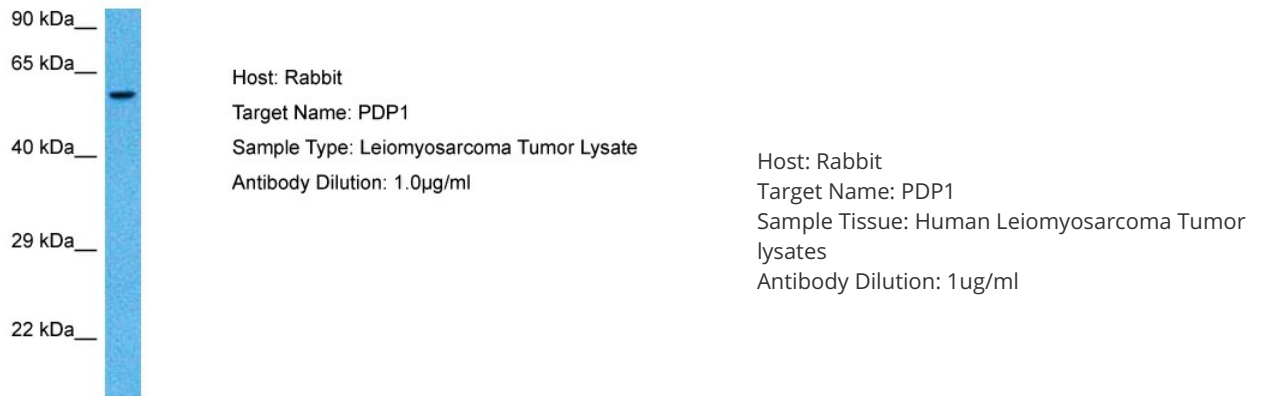 90 kDa__
65 kDa__
40 kDa__
29 kDa__
22 kDa__
Host: Rabbit
Target Name: PDP1
Sample Type: Leiomyosarcoma Tumor Lysate
Antibody Dilution: 1.0µg/ml
Host: Rabbit
Target Name: PDP1
Sample Tissue: Human Leiomyosarcoma Tumor
lysates
Antibody Dilution: 1ug/ml